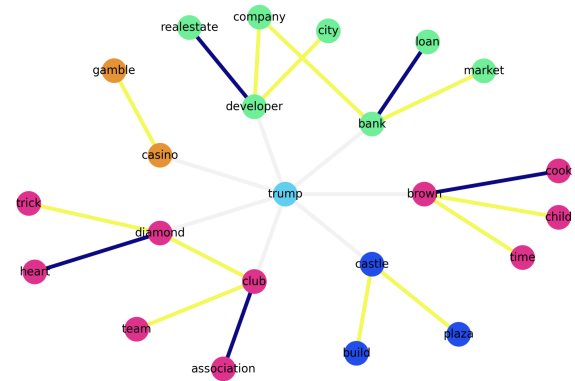 company
realestate
city
loan
gamble
market
developer
bank
casino
cook
trump
brown
trick
child
diamond
time
castle
heart
club
team
plaza
build
association